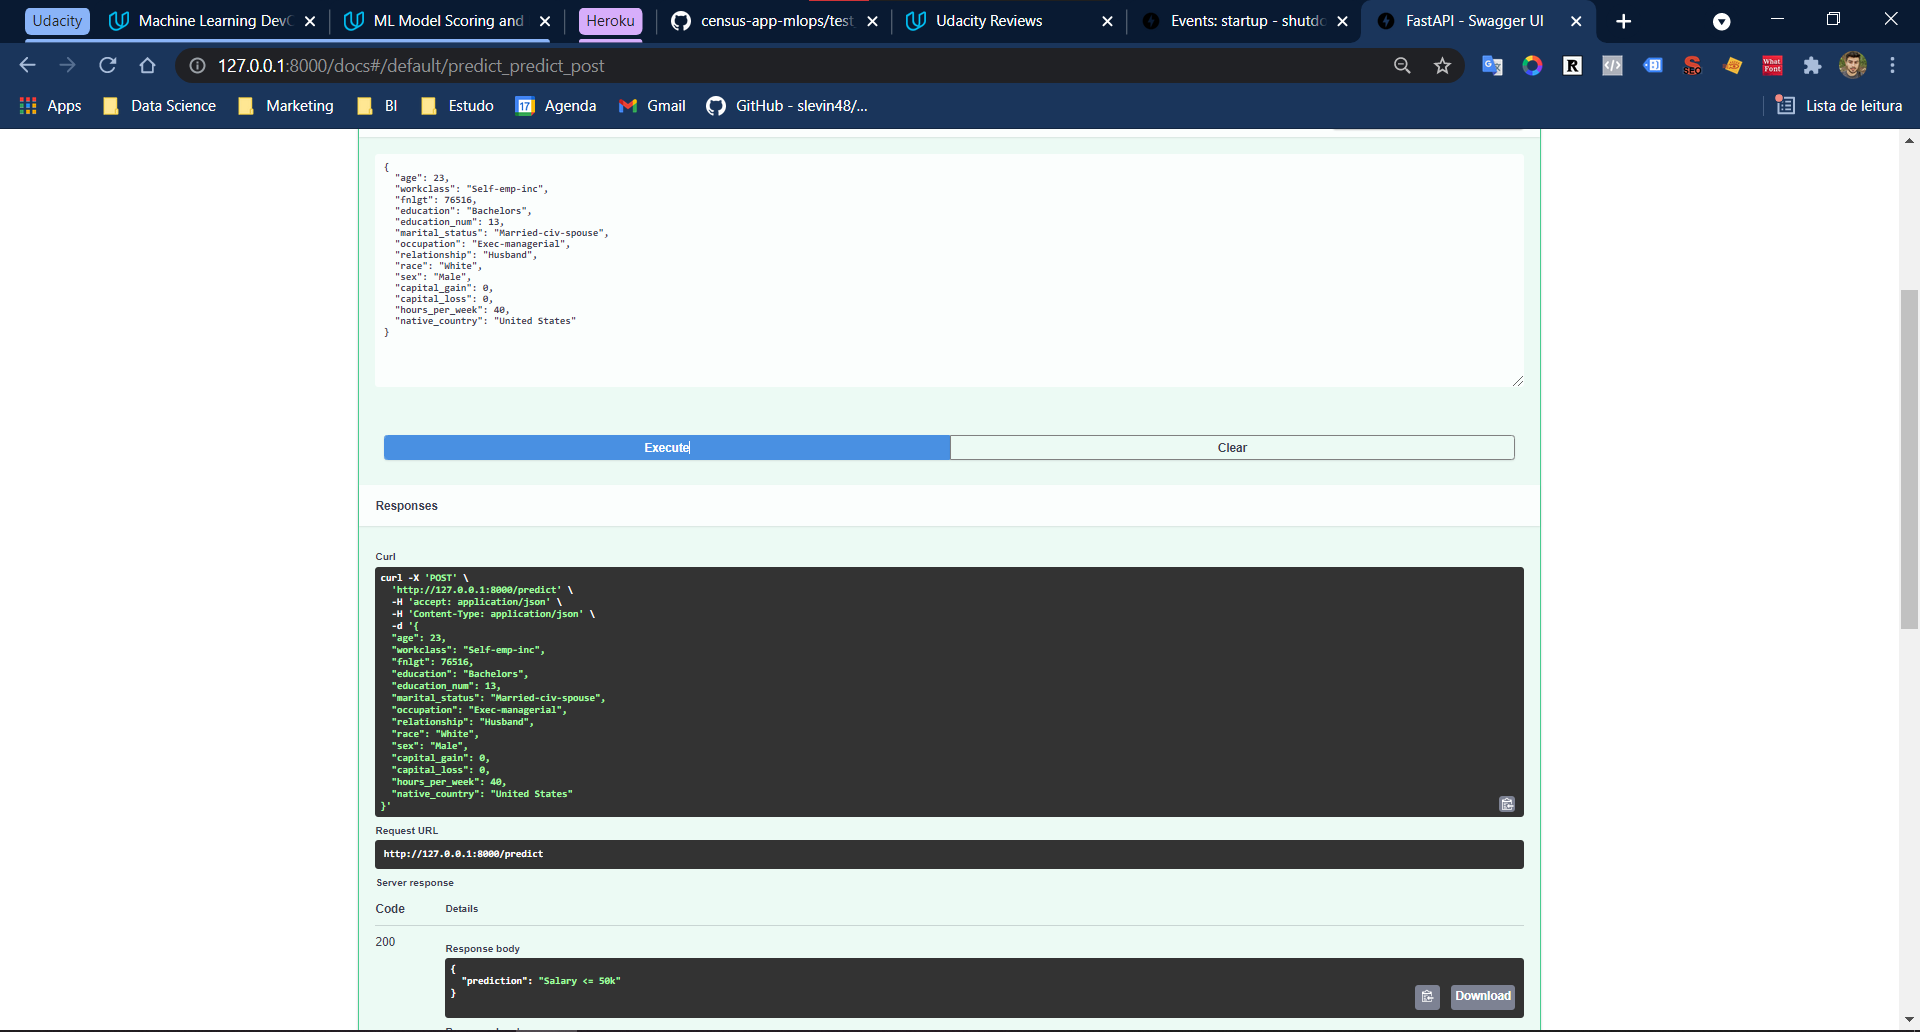 Udacity
Machine Learning DevO
ML Model Scoring and
Heroku
census-app-mlops/test
Udacity Reviews
Events: startup - shutdo
FastAPI - Swagger UI
127.0.0.1:8000/docs#/default/predict_predict_post
Apps
Data Science
Marketing
BI
Estudo
17
Agenda
Gmail
GitHub - slevin48/...
Lista de leitura
{
"age": 23,
"workclass": "Self-emp-inc",
"fnlgt": 76516,
"education": "Bachelors",
"education_num": 13,
"marital_status": "Married-civ-spouse",
"occupation": "Exec-managerial",
"relationship": "Husband",
"race": "White",
"sex": "Male",
"capital_gain": 0,
"capital_loss": 0,
"hours_per_week": 40,
"native_country": "United States"
}
Execute
Clear
Responses
Curl
curl -X 'POST' \
'http://127.0.0.1:8000/predict' \
-H 'accept: application/json' \
-H 'Content-Type: application/json' \
-d '{
"age": 23,
"workclass": "Self-emp-inc",
"fnlgt": 76516,
"education": "Bachelors",
"education_num": 13,
"marital_status": "Married-civ-spouse",
"occupation": "Exec-managerial",
"relationship": "Husband",
"race": "White",
"sex": "Male",
"capital_gain": 0,
"capital_loss": 0,
"hours_per_week": 40,
"native_country": "United States"
}'
Request URL
http://127.0.0.1:8000/predict
Server response
Code
Details
200
Response body
{
"prediction": "Salary <= 50k"
}
Download